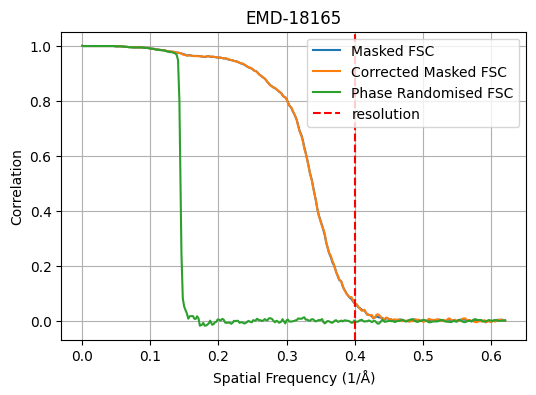 EMD-18165
Masked FSC
Corrected Masked FSC
Phase Randomised FSC
resolution
Correlation
1.0
0.8
0.6
0.4
0.2
0.0
0.0 0.1 0.2 0.3 0.4 0.5 0.6
Spatial Frequency (1/Å)